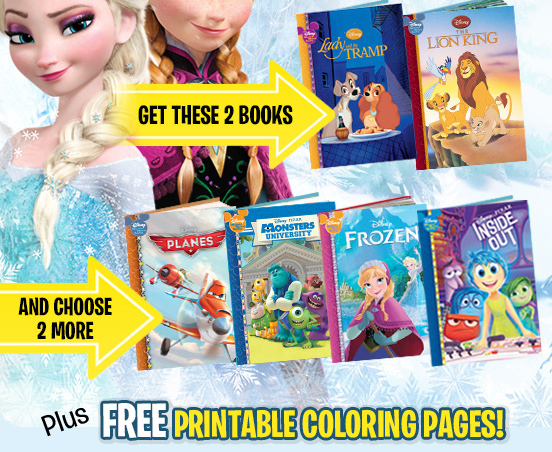 Disney
Lady and the
TRAMP
Disney
THE
LION KING
GET THESE 2 BOOKS
PLANES
DISNEY · PIXAR
MONSTERS
UNIVERSITY
Disney
FROZEN
DISNEY · PIXAR
INSIDE
OUT
AND CHOOSE
2 MORE
Plus FREE PRINTABLE COLORING PAGES!